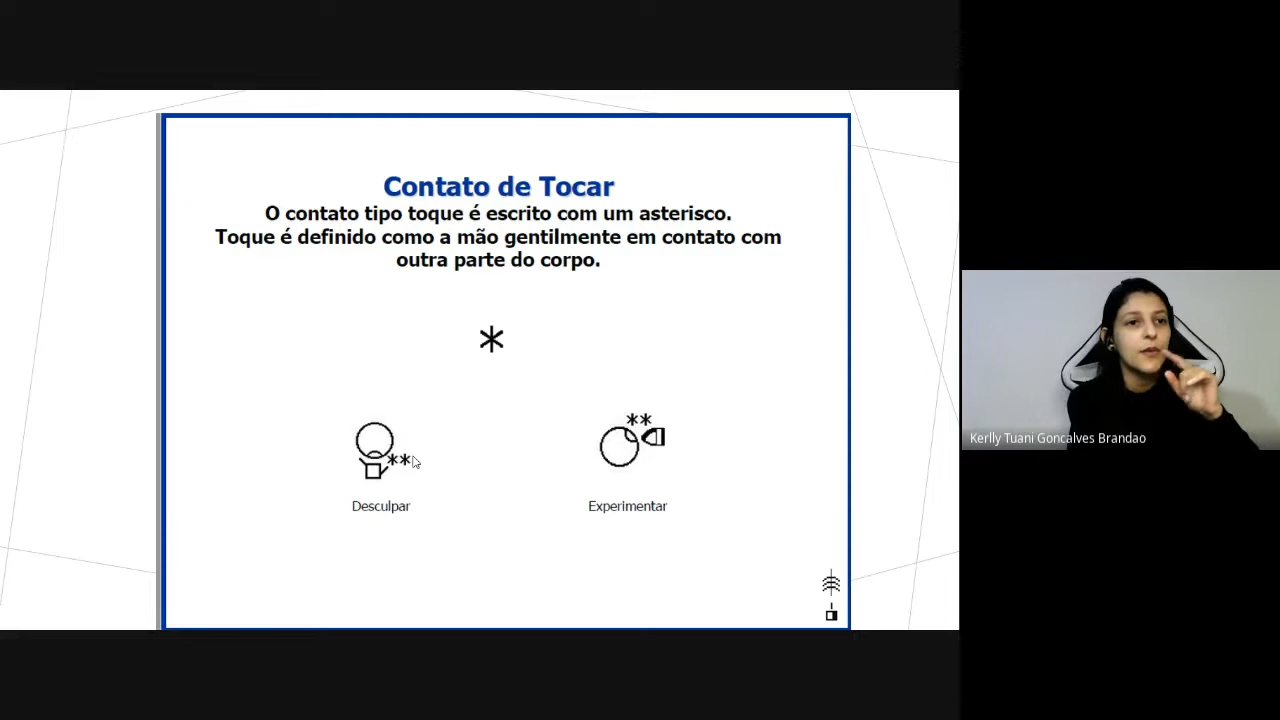 Contato de Tocar
O contato tipo toque é escrito com um asterisco.
Toque é definido como a mão gentilmente em contato com
outra parte do corpo.
*
**
**
Desculpar
Experimentar
Kerlly Tuani Goncalves Brandao